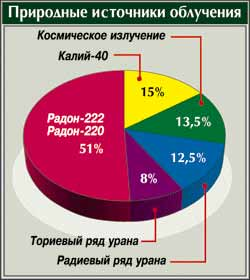 Природные источники облучения
Космическое излучение
Калий-40
15%
13,5%
Радон-222
Радон-220
51%
12,5%
8%
Ториевый ряд урана
Радиевый ряд урана